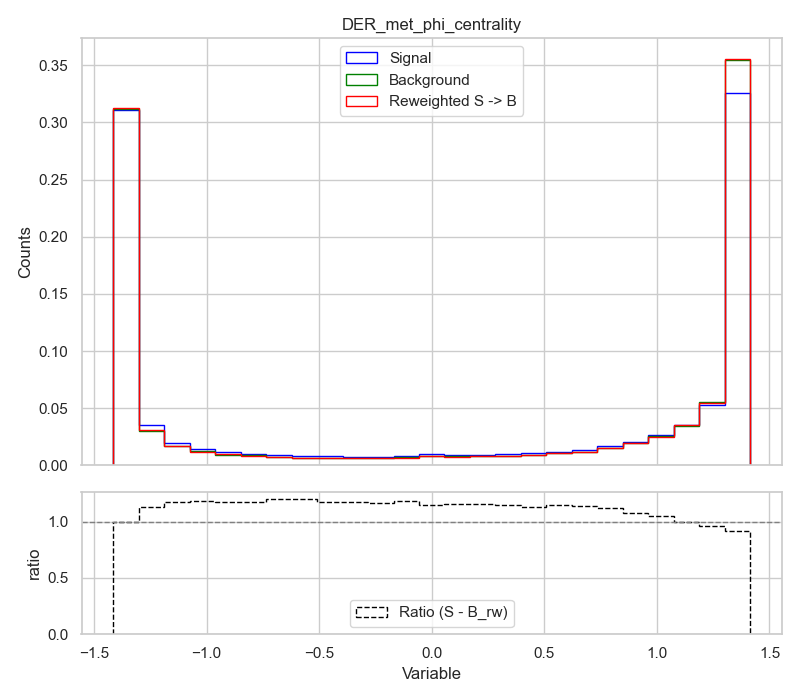 DER_met_phi_centrality
Signal
Background
Reweighted S -> B
Counts
0.35
0.30
0.25
0.20
0.15
0.10
0.05
0.00
ratio
1.0
0.5
0.0
Ratio (S - B_rw)
−1.5 −1.0 −0.5 0.0 0.5 1.0 1.5
Variable